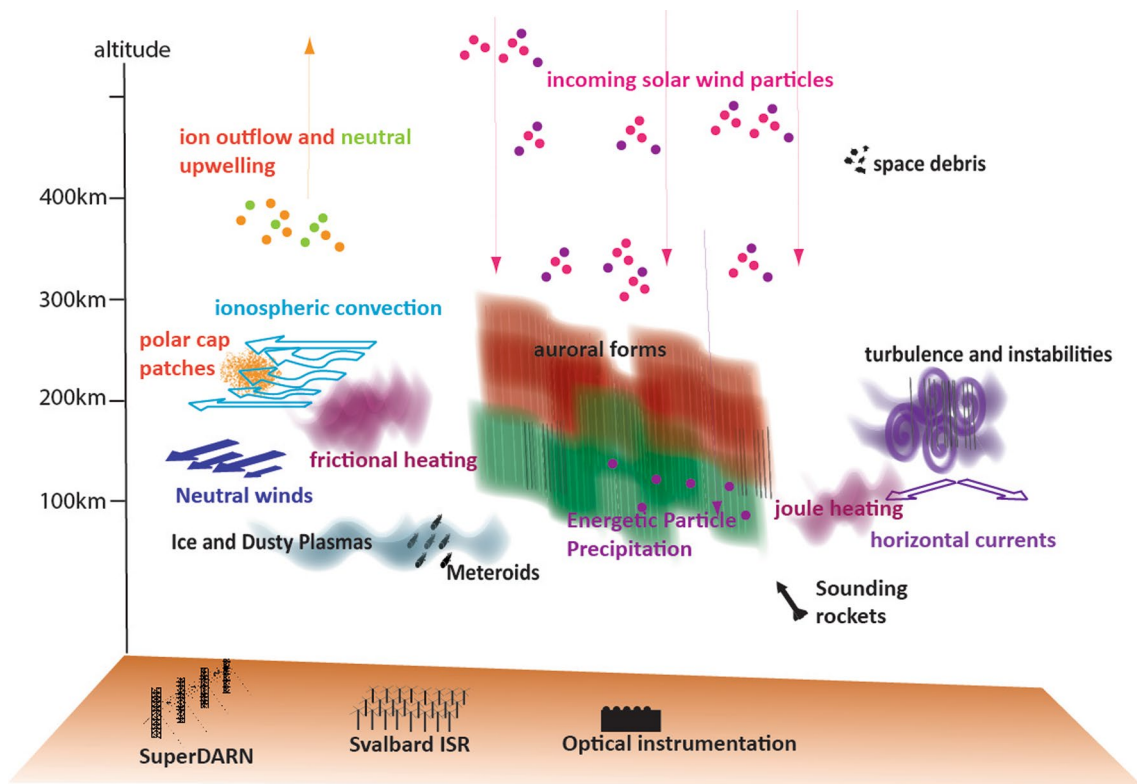 altitude
incoming solar wind particles
ion outflow and neutral
upwelling
space debris
400km
300km
ionospheric convection
polar cap
patches
auroral forms
turbulence and instabilities
200km
frictional heating
Neutral winds
100km
joule heating
Energetic Particle
Precipitation
Ice and Dusty Plasmas
horizontal currents
Meteroids
Sounding
rockets
SuperDARN
Svalbard ISR
Optical instrumentation